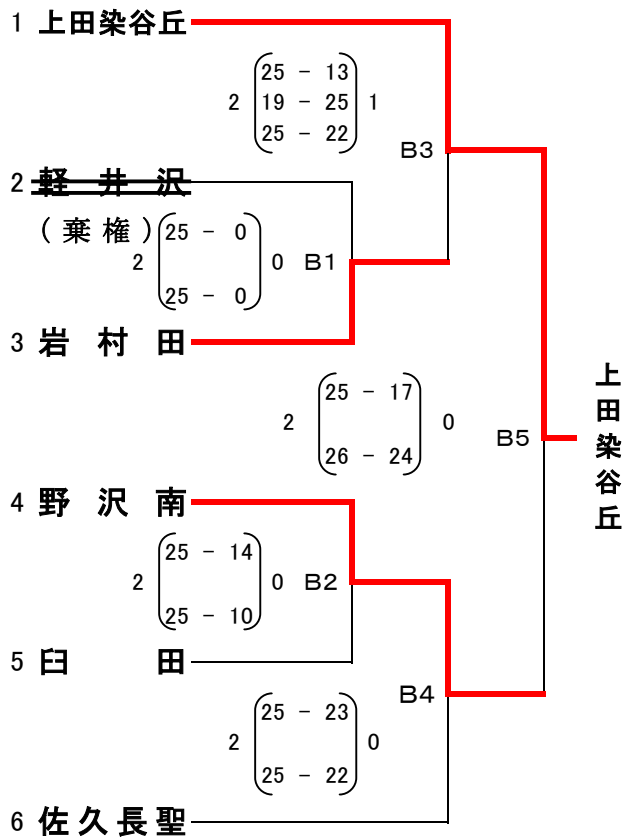 1 上田染谷丘
25 - 13
2 19 - 25 1
25 - 22
B3
2 軽井沢
(棄権)
25 - 0
2 0 B1
25 - 0
3 岩村田
25 - 17
2 0 B5
26 - 24
上田染谷丘
4 野沢南
25 - 14
2 0 B2
25 - 10
5 臼田
B4
25 - 23
2 0
25 - 22
6 佐久長聖